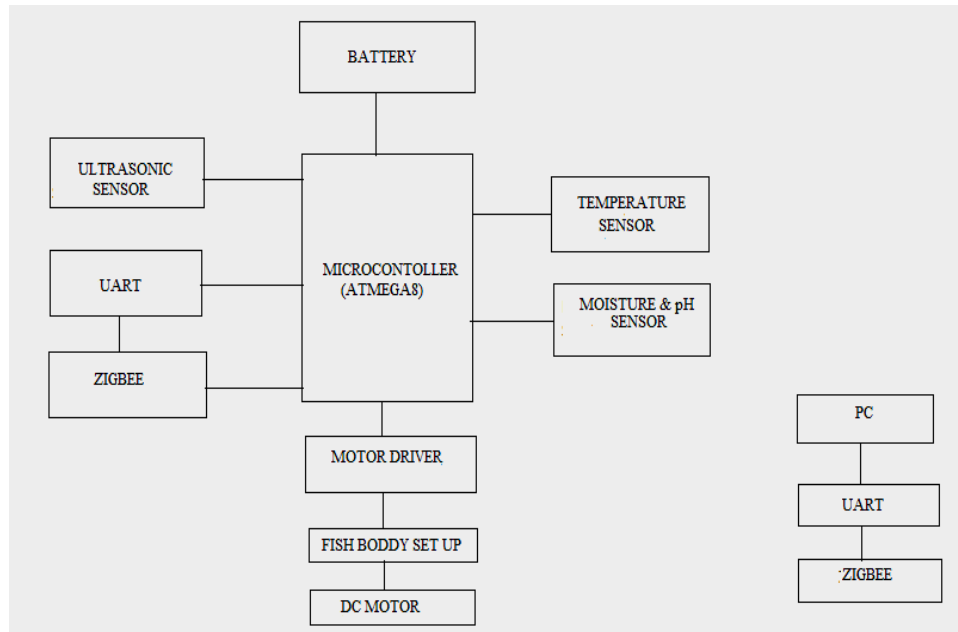 BATTERY
ULTRASONIC
SENSOR
TEMPERATURE
SENSOR
UART
MICROCONTOLLER
(ATMEGA8)
MOISTURE & pH
SENSOR
ZIGBEE
PC
MOTOR DRIVER
UART
FISH BODDY SET UP
ZIGBEE
DC MOTOR